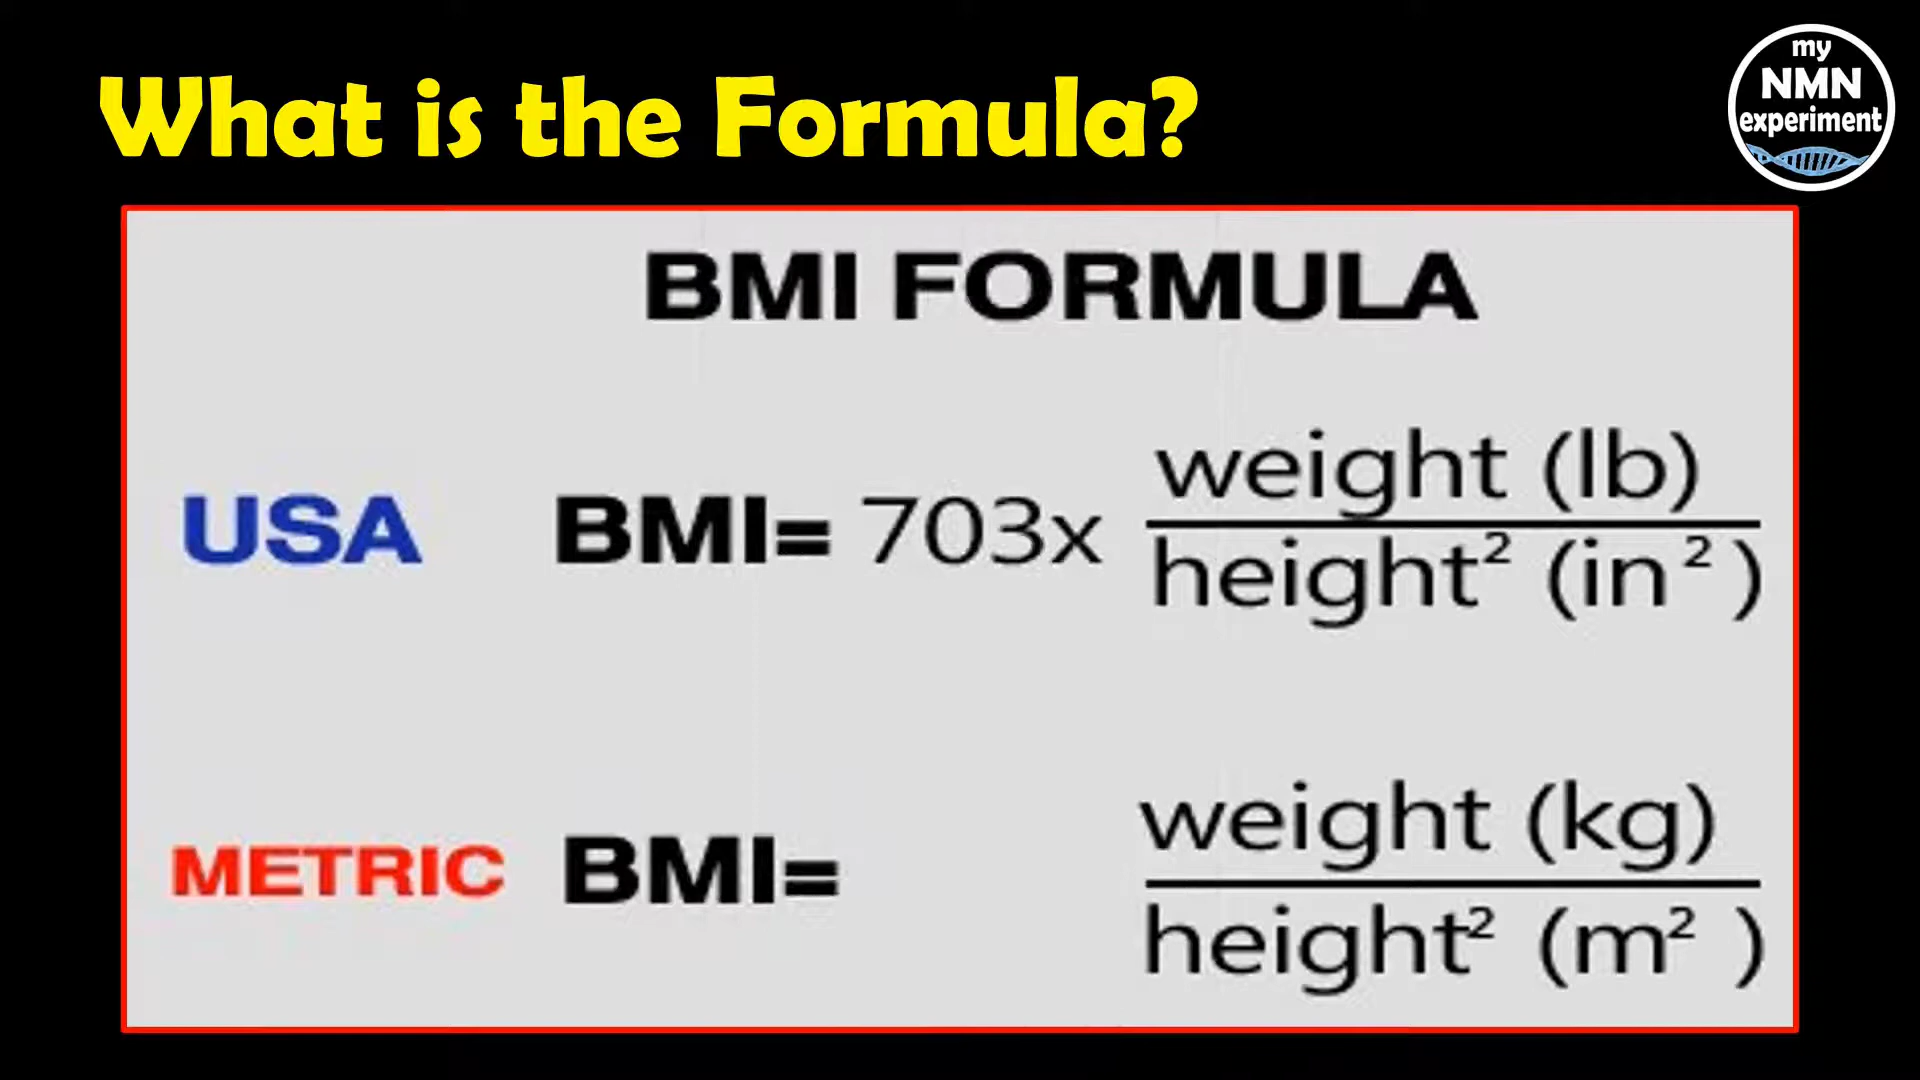 What is the Formula?
my
NMN
experiment
BMI FORMULA
USA BMI= 703x weight (lb)
height² (in²)
METRIC BMI= weight (kg)
height² (m²)